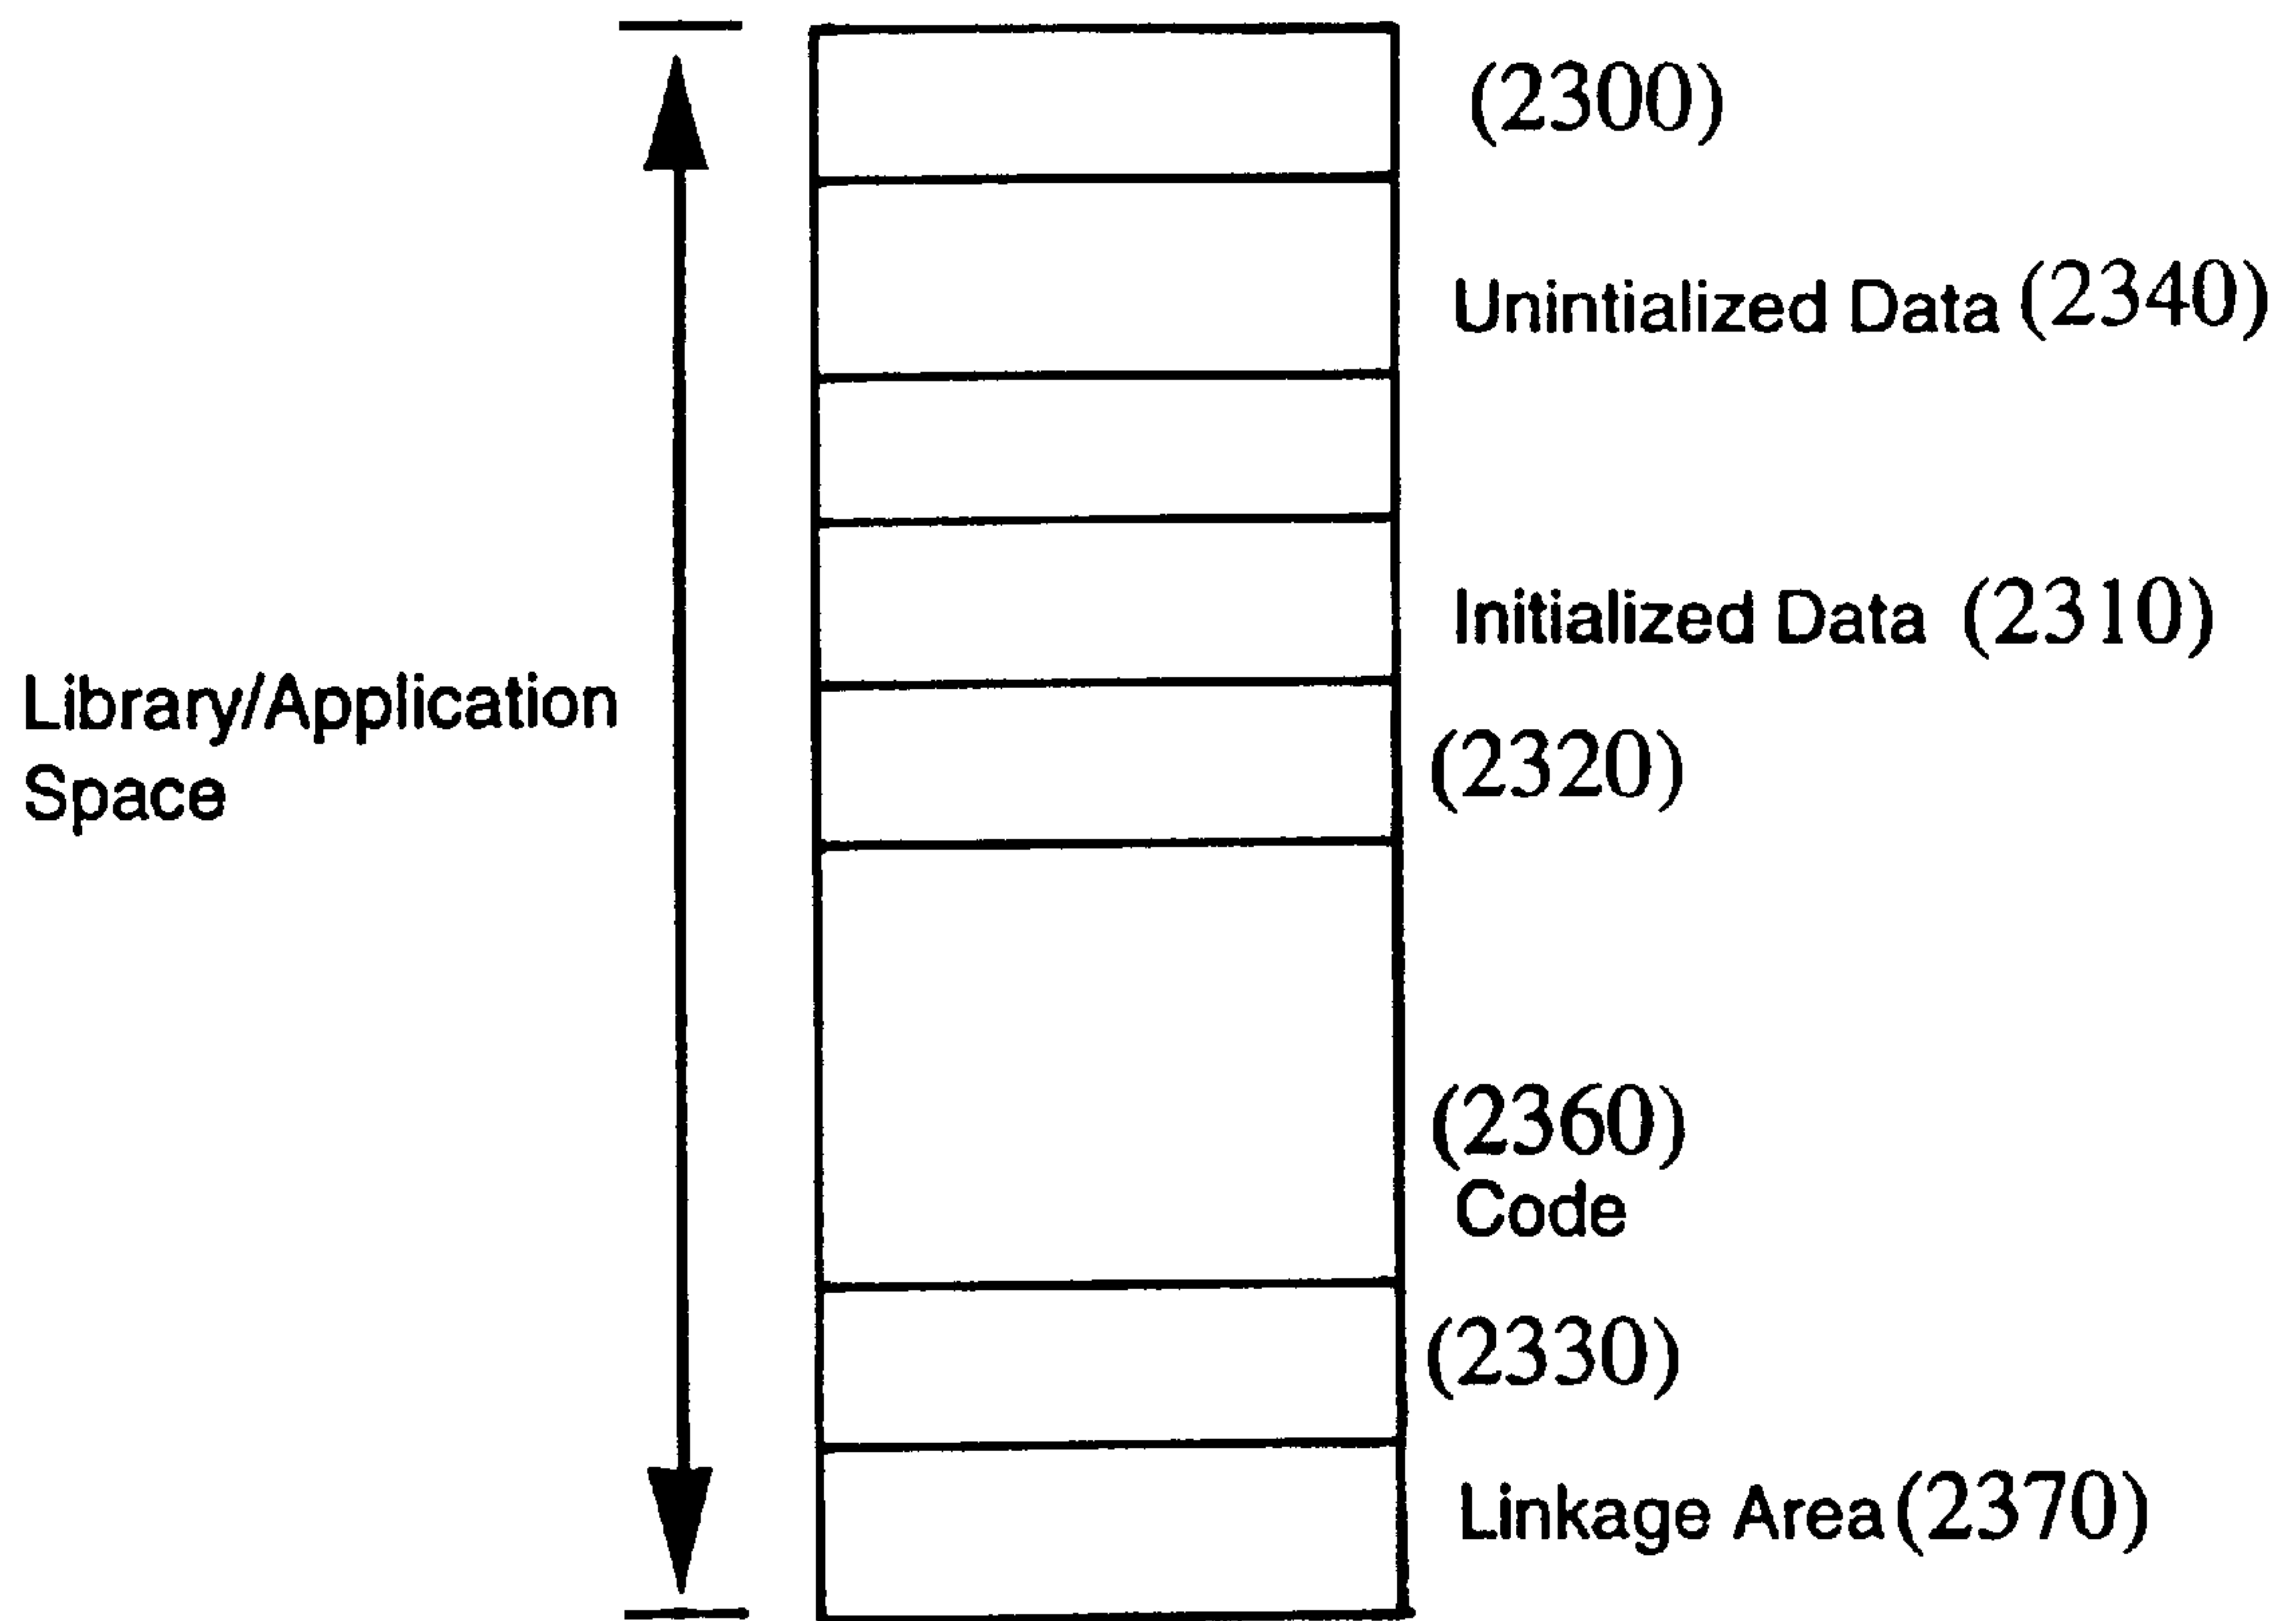 (2300)
Unintialized Data (2340)
Initialized Data (2310)
Library/Application
Space
(2320)
(2360)
Code
(2330)
Linkage Area (2370)